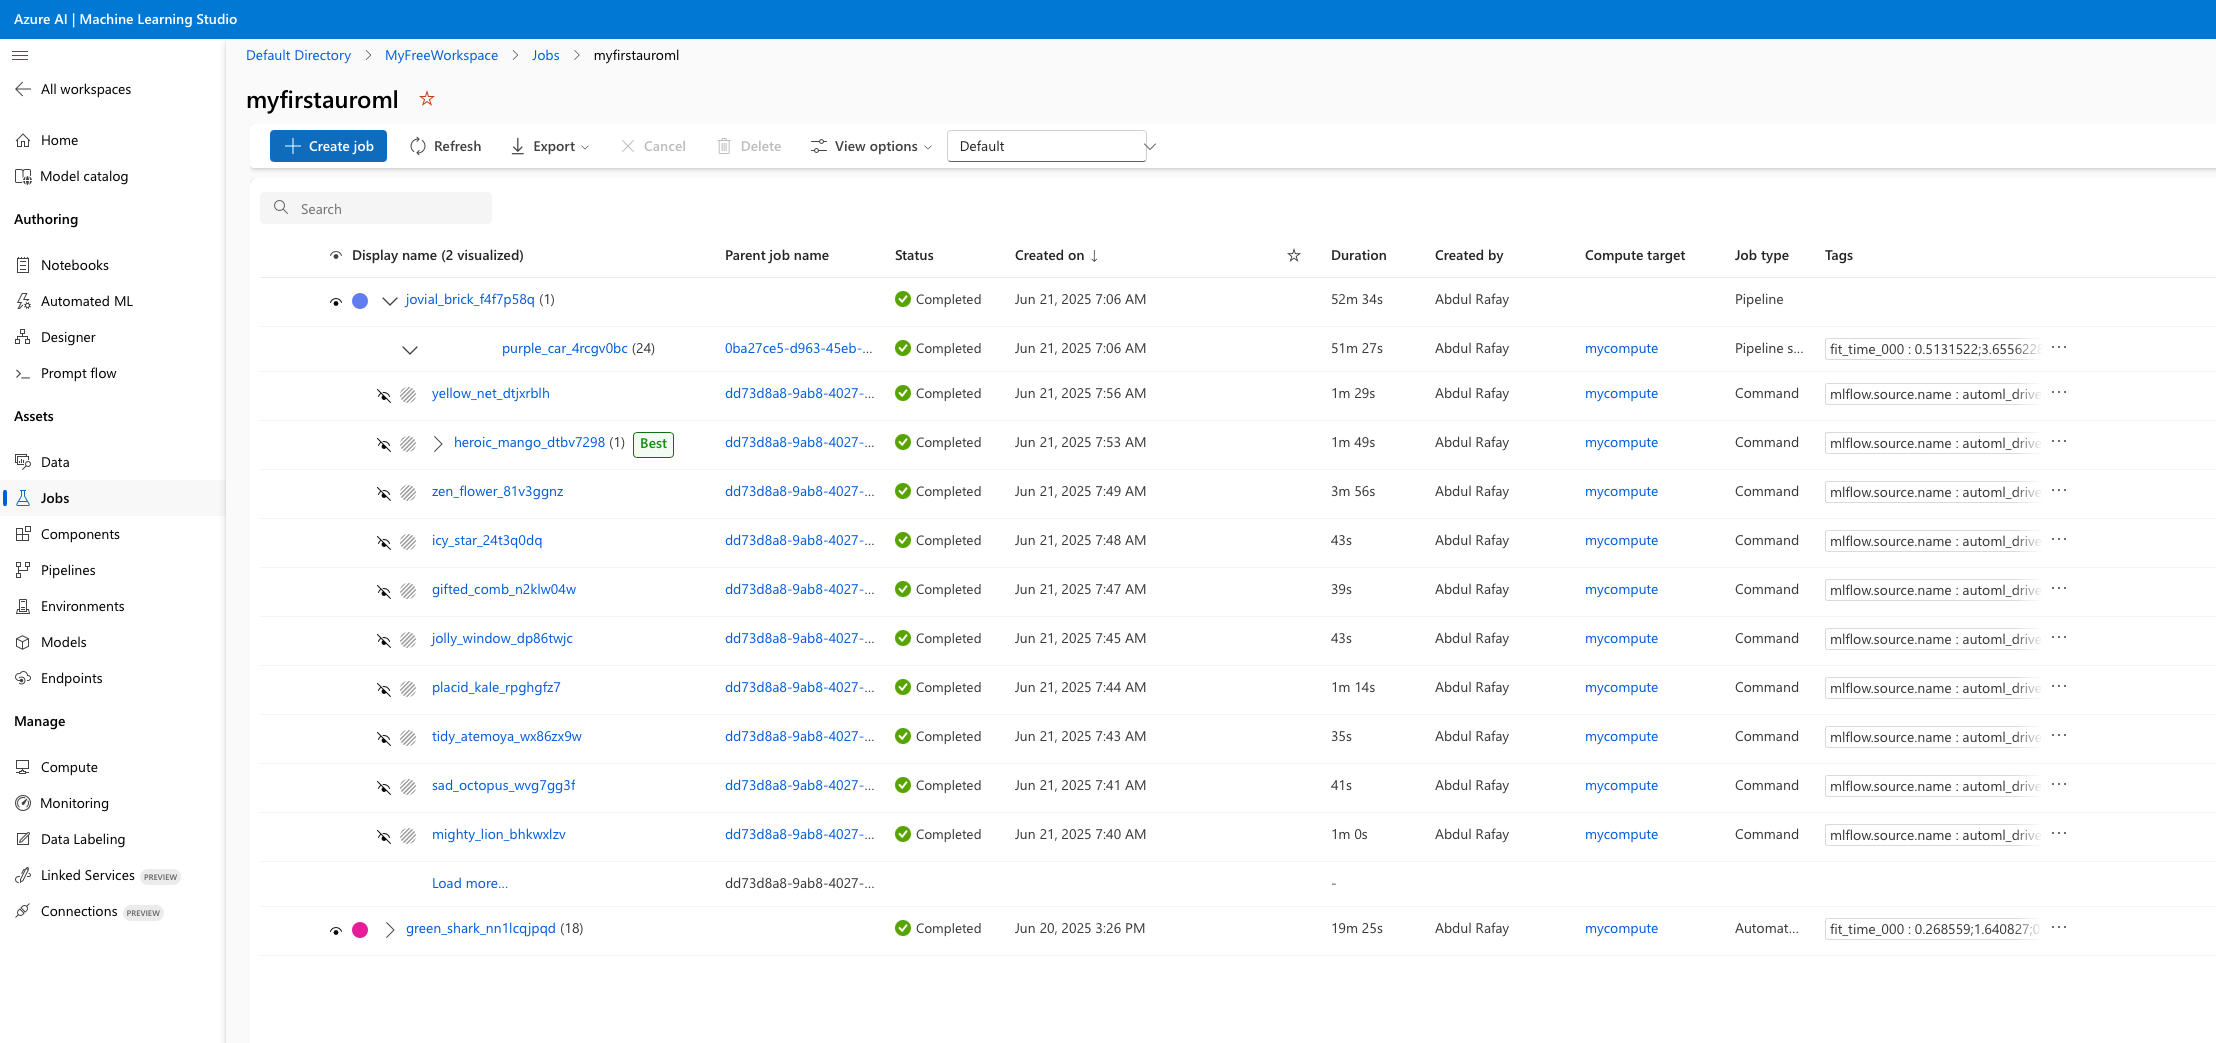 Azure AI | Machine Learning Studio
Default Directory > MyFreeWorkspace > Jobs > myfirstauroml
All workspaces
myfirstauroml
Home
Model catalog
Authoring
Notebooks
Automated ML
Designer
Prompt flow
Assets
Data
Jobs
Components
Pipelines
Environments
Models
Endpoints
Manage
Compute
Monitoring
Data Labeling
Linked Services PREVIEW
Connections PREVIEW
Create job Refresh Export Cancel Delete View options Default
Search
Display name (2 visualized) Parent job name Status Created on ↓ Duration Created by Compute target Job type Tags
jovial_brick_f4f7p58q (1) Completed Jun 21, 2025 7:06 AM 52m 34s Abdul Rafay Pipeline
purple_car_4rcgv0bc (24) 0ba27ce5-d963-45eb-... Completed Jun 21, 2025 7:06 AM 51m 27s Abdul Rafay mycompute Pipeline s... fit_time_000 : 0.5131522;3.6556228 ...
yellow_net_dtjxrblh dd73d8a8-9ab8-4027-... Completed Jun 21, 2025 7:56 AM 1m 29s Abdul Rafay mycompute Command mlflow.source.name : automl_drive ...
heroic_mango_dtbv7298 (1) Best dd73d8a8-9ab8-4027-... Completed Jun 21, 2025 7:53 AM 1m 49s Abdul Rafay mycompute Command mlflow.source.name : automl_drive ...
zen_flower_81v3ggnz dd73d8a8-9ab8-4027-... Completed Jun 21, 2025 7:49 AM 3m 56s Abdul Rafay mycompute Command mlflow.source.name : automl_drive ...
icy_star_24t3q0dq dd73d8a8-9ab8-4027-... Completed Jun 21, 2025 7:48 AM 43s Abdul Rafay mycompute Command mlflow.source.name : automl_drive ...
gifted_comb_n2klw04w dd73d8a8-9ab8-4027-... Completed Jun 21, 2025 7:47 AM 39s Abdul Rafay mycompute Command mlflow.source.name : automl_drive ...
jolly_window_dp86twjc dd73d8a8-9ab8-4027-... Completed Jun 21, 2025 7:45 AM 43s Abdul Rafay mycompute Command mlflow.source.name : automl_drive ...
placid_kale_rpghgfz7 dd73d8a8-9ab8-4027-... Completed Jun 21, 2025 7:44 AM 1m 14s Abdul Rafay mycompute Command mlflow.source.name : automl_drive ...
tidy_atemoya_wx86zx9w dd73d8a8-9ab8-4027-... Completed Jun 21, 2025 7:43 AM 35s Abdul Rafay mycompute Command mlflow.source.name : automl_drive ...
sad_octopus_wvg7gg3f dd73d8a8-9ab8-4027-... Completed Jun 21, 2025 7:41 AM 41s Abdul Rafay mycompute Command mlflow.source.name : automl_drive ...
mighty_lion_bhkwxlzv dd73d8a8-9ab8-4027-... Completed Jun 21, 2025 7:40 AM 1m 0s Abdul Rafay mycompute Command mlflow.source.name : automl_drive ...
Load more... dd73d8a8-9ab8-4027-... -
green_shark_nn1lcqjpqd (18) Completed Jun 20, 2025 3:26 PM 19m 25s Abdul Rafay mycompute Automat... fit_time_000 : 0.268559;1.640827;0 ...